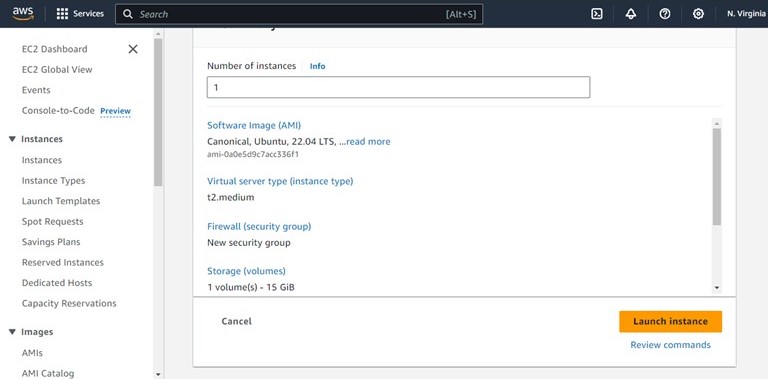 aws
Services
Search
[Alt+S]
N. Virginia
EC2 Dashboard
EC2 Global View
Events
Console-to-Code Preview
Instances
Instances
Instance Types
Launch Templates
Spot Requests
Savings Plans
Reserved Instances
Dedicated Hosts
Capacity Reservations
Images
AMIs
AMI Catalog
Number of instances Info
1
Software Image (AMI)
Canonical, Ubuntu, 22.04 LTS, ...read more
ami-0a0e5d9c7acc336f1
Virtual server type (instance type)
t2.medium
Firewall (security group)
New security group
Storage (volumes)
1 volume(s) - 15 GiB
Cancel
Launch instance
Review commands